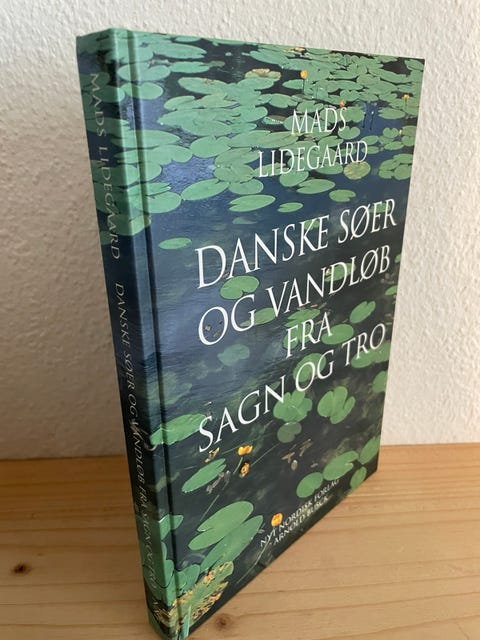 MADS
LIDEGAARD
DANSKE SØER
OG VANDLØB
FRA
SAGN OG TRO
NYT NORDISK FORLAG
ARNOLD BUSCK
MADS LIDEGAARD DANSKE SØER OG VANDLØB FRA SAGN OG TRO